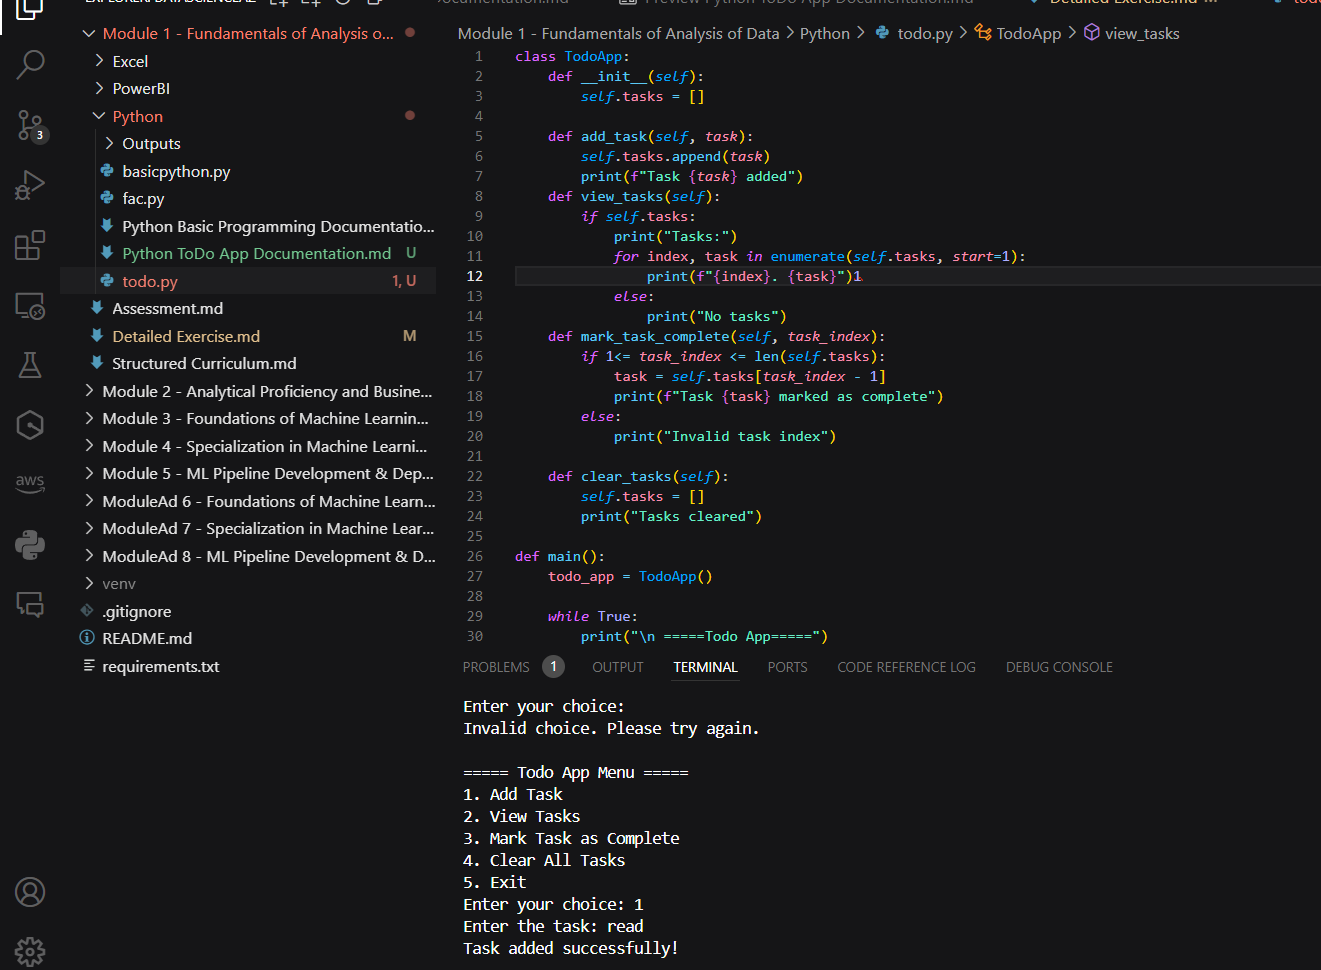 Module 1 - Fundamentals of Analysis o...
Excel
PowerBI
Python
Outputs
basicpython.py
fac.py
Python Basic Programming Documentatio...
Python ToDo App Documentation.md U
todo.py 1, U
Assessment.md
Detailed Exercise.md M
Structured Curriculum.md
Module 2 - Analytical Proficiency and Busine...
Module 3 - Foundations of Machine Learnin...
Module 4 - Specialization in Machine Learni...
Module 5 - ML Pipeline Development & Dep...
ModuleAd 6 - Foundations of Machine Learn...
ModuleAd 7 - Specialization in Machine Lear...
ModuleAd 8 - ML Pipeline Development & D...
venv
.gitignore
README.md
requirements.txt
3
aws
Preview Python ToDo App Documentation.md
Detailed Exercise.md
Module 1 - Fundamentals of Analysis of Data > Python > todo.py > TodoApp > view_tasks
1 class TodoApp:
2 def __init__(self):
3 self.tasks = []
4
5 def add_task(self, task):
6 self.tasks.append(task)
7 print(f"Task {task} added")
8 def view_tasks(self):
9 if self.tasks:
10 print("Tasks:")
11 for index, task in enumerate(self.tasks, start=1):
12 print(f"{index}. {task}")1
13 else:
14 print("No tasks")
15 def mark_task_complete(self, task_index):
16 if 1<= task_index <= len(self.tasks):
17 task = self.tasks[task_index - 1]
18 print(f"Task {task} marked as complete")
19 else:
20 print("Invalid task index")
21
22 def clear_tasks(self):
23 self.tasks = []
24 print("Tasks cleared")
25
26 def main():
27 todo_app = TodoApp()
28
29 while True:
30 print("\n =====Todo App=====")
PROBLEMS 1 OUTPUT TERMINAL PORTS CODE REFERENCE LOG DEBUG CONSOLE
Enter your choice:
Invalid choice. Please try again.
===== Todo App Menu =====
1. Add Task
2. View Tasks
3. Mark Task as Complete
4. Clear All Tasks
5. Exit
Enter your choice: 1
Enter the task: read
Task added successfully!